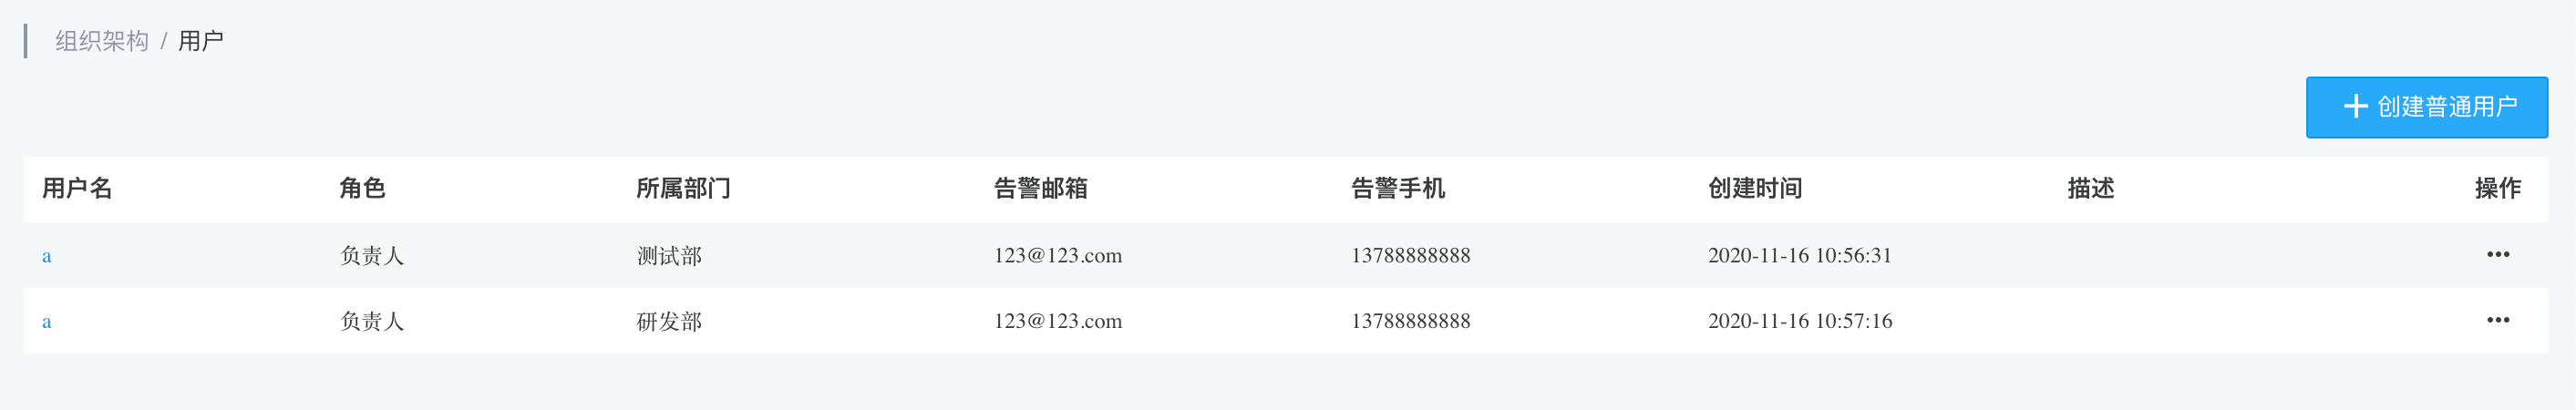 组织架构 / 用户
创建普通用户
用户名 角色 所属部门 告警邮箱 告警手机 创建时间 描述 操作
a 负责人 测试部 123@123.com 13788888888 2020-11-16 10:56:31 •••
a 负责人 研发部 123@123.com 13788888888 2020-11-16 10:57:16 •••